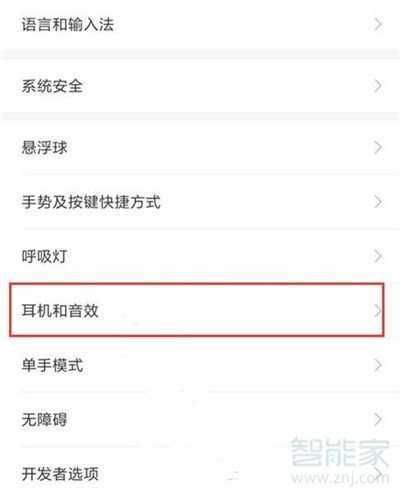 语言和输入法
系统安全
悬浮球
手势及按键快捷方式
呼吸灯
耳机和音效
单手模式
无障碍
开发者选项
智能家
www.znj.com